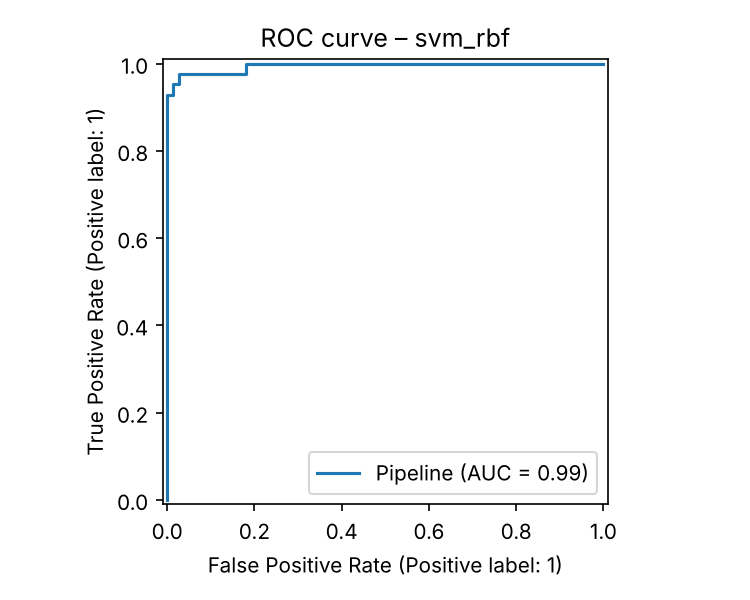 ROC curve – svm_rbf
True Positive Rate (Positive label: 1)
1.0
0.8
0.6
0.4
0.2
0.0
Pipeline (AUC = 0.99)
0.0 0.2 0.4 0.6 0.8 1.0
False Positive Rate (Positive label: 1)